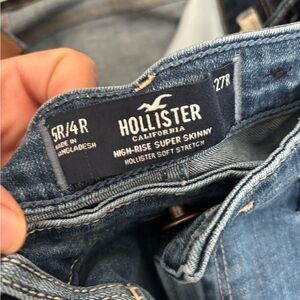 5R/4R
MADE IN
BANGLADESH
HOLLISTER
CALIFORNIA
HIGH-RISE SUPER SKINNY
HOLLISTER SOFT STRETCH
27R